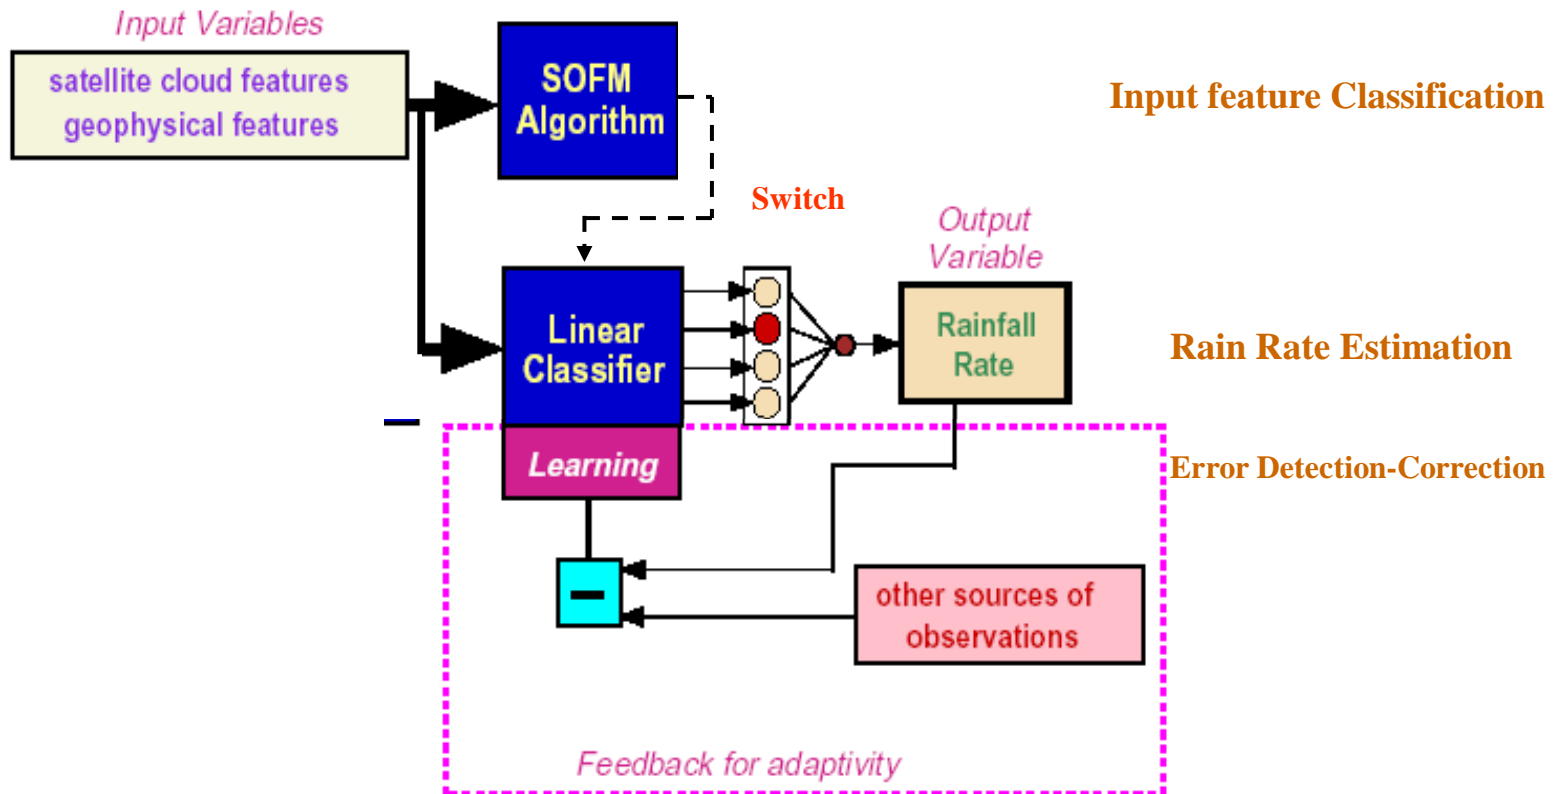 Input Variables
satellite cloud features
geophysical features
SOFM
Algorithm
Input feature Classification
Switch
Output
Variable
Linear
Classifier
Rainfall
Rate
Rain Rate Estimation
Learning
Error Detection-Correction
other sources of
observations
Feedback for adaptivity